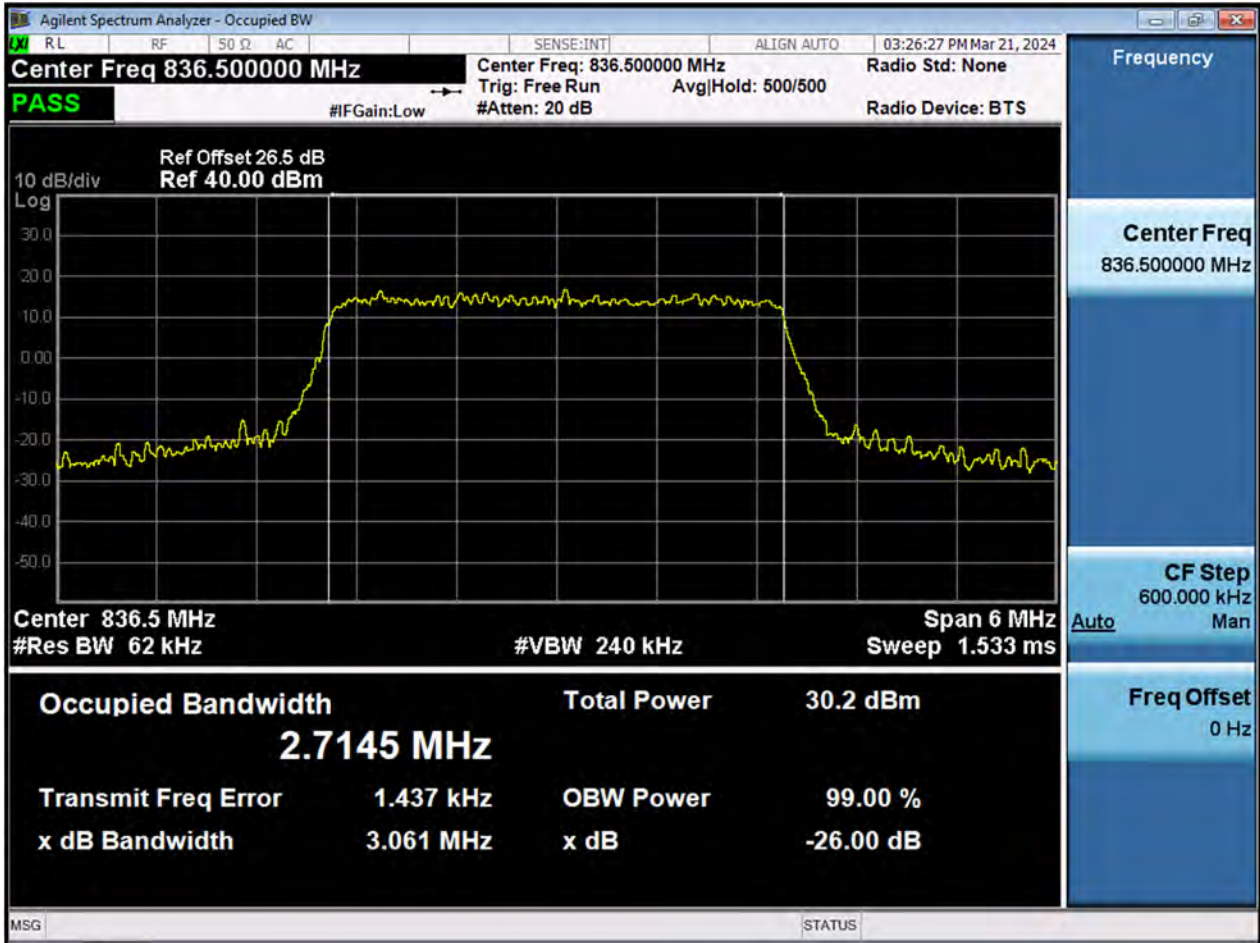 Agilent Spectrum Analyzer - Occupied BW
LXI RL RF 50 Ω AC SENSE:INT ALIGN AUTO 03:26:27 PM Mar 21, 2024
Center Freq 836.500000 MHz
Center Freq: 836.500000 MHz Radio Std: None
Trig: Free Run Avg|Hold: 500/500
PASS
#IFGain:Low #Atten: 20 dB Radio Device: BTS
Ref Offset 26.5 dB
10 dB/div Ref 40.00 dBm
Log
30.0
20.0
10.0
0.00
-10.0
-20.0
-30.0
-40.0
-50.0
Center 836.5 MHz Span 6 MHz
#Res BW 62 kHz #VBW 240 kHz Sweep 1.533 ms
Occupied Bandwidth Total Power 30.2 dBm
2.7145 MHz
Transmit Freq Error 1.437 kHz OBW Power 99.00 %
x dB Bandwidth 3.061 MHz x dB -26.00 dB
MSG STATUS
Frequency
Center Freq
836.500000 MHz
CF Step
600.000 kHz
Auto Man
Freq Offset
0 Hz